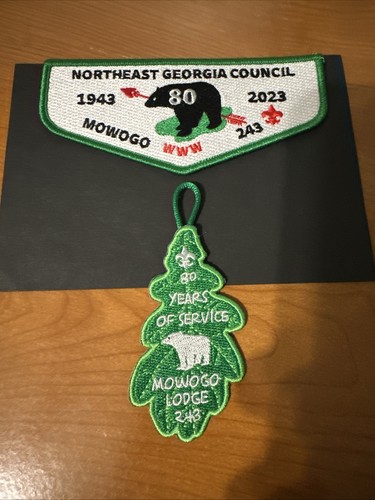 NORTHEAST GEORGIA COUNCIL
1943 80 2023
MOWOGO WWW 243
80
YEARS
OF SERVICE
MOWOGO
LODGE
243